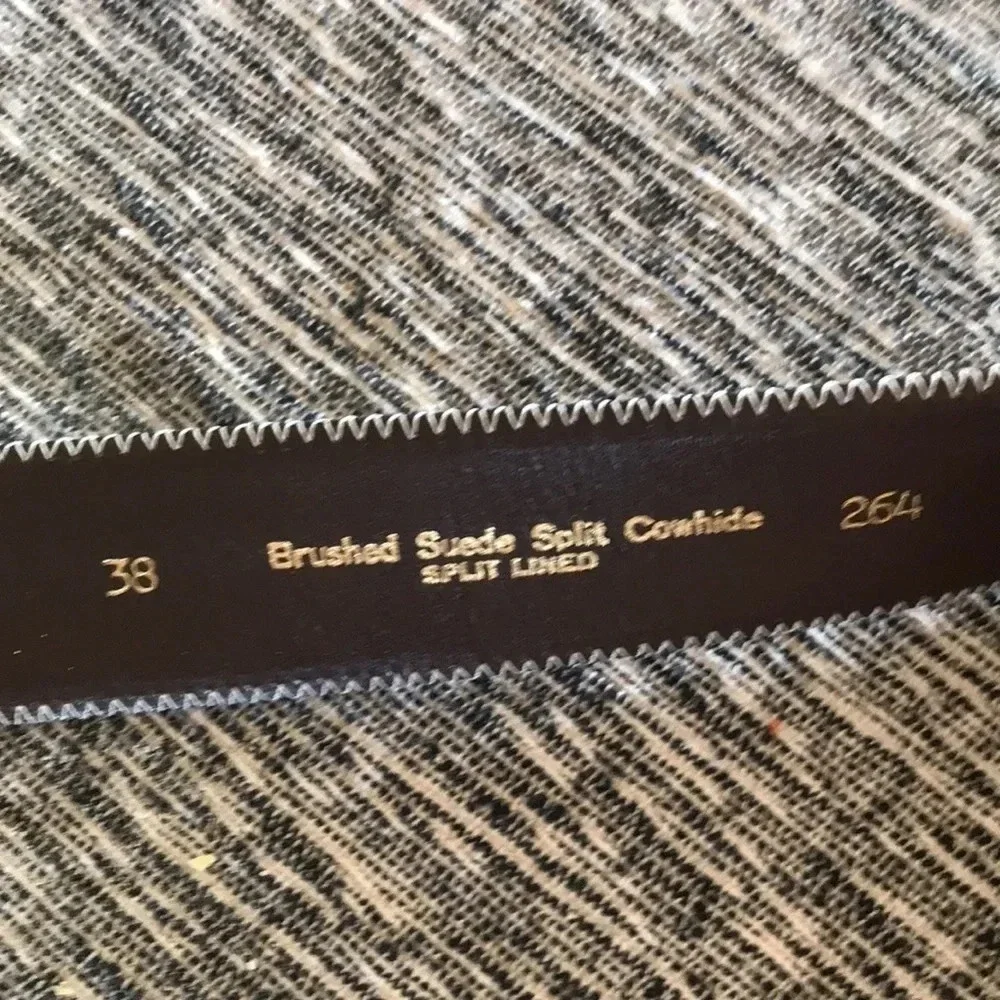 38 Brushed Suede Split Cowhide 264
SPLIT LINED